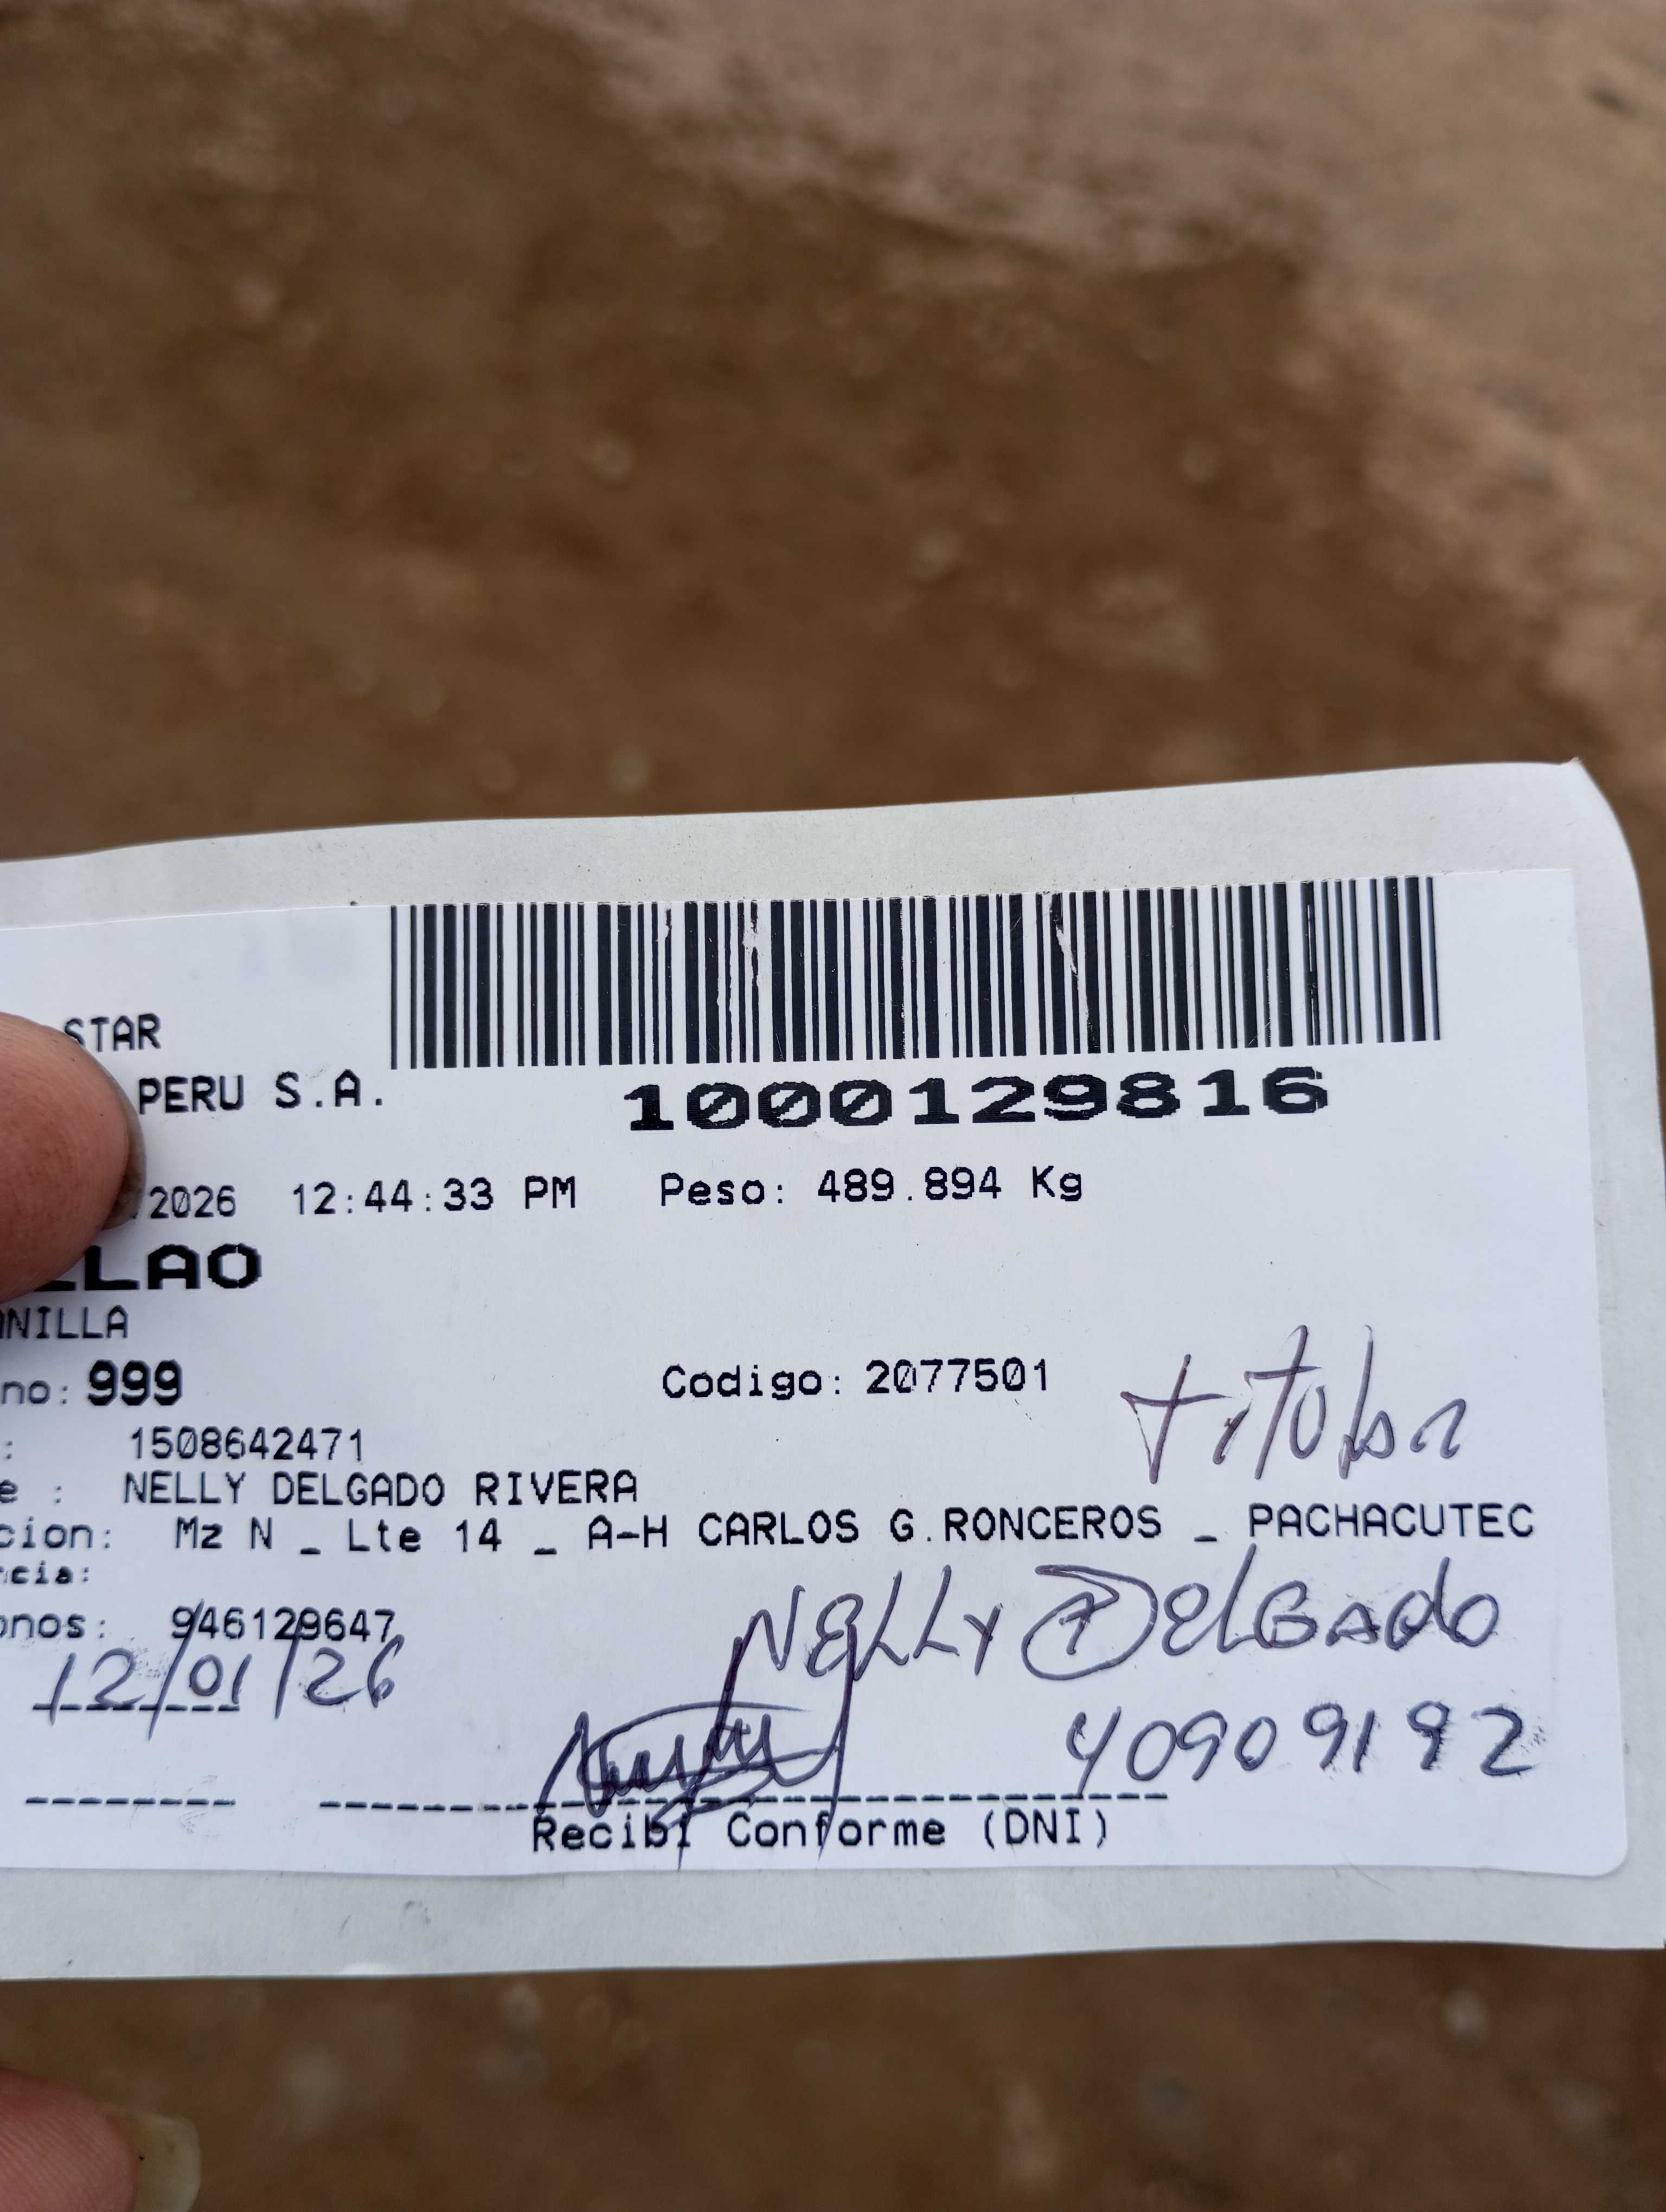 STAR
PERU S.A.
1000129816
2026 12:44:33 PM Peso: 489.894 Kg
LLAO
NILLA
no: 999
Codigo: 2077501
titular
: 1508642471
e : NELLY DELGADO RIVERA
cion: Mz N _ Lte 14 _ A-H CARLOS G.RONCEROS _ PACHACUTEC
ncia:
onos: 946129647
NELLY DELGADO
12/01/26
40909192
Recibi Conforme (DNI)